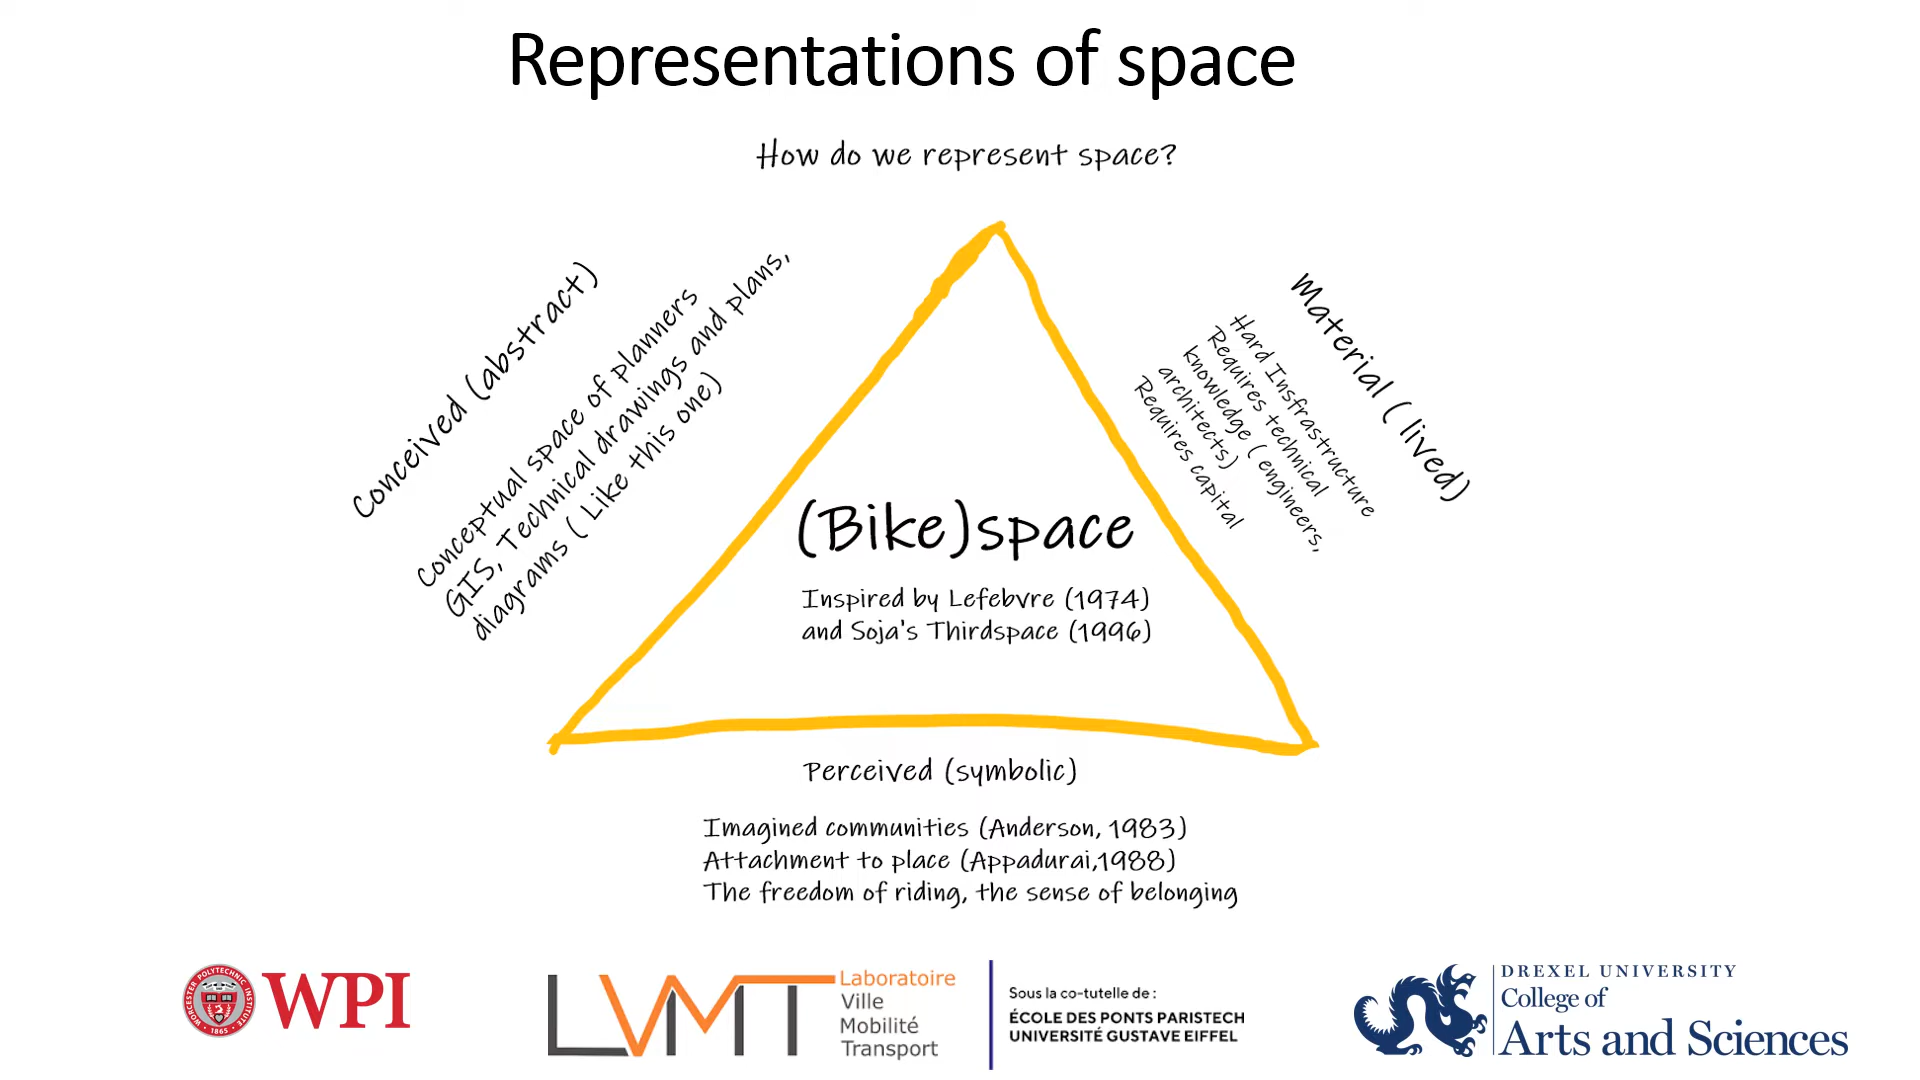 Representations of space
How do we represent space?
Conceived (abstract)
Conceptual space of planners
GIS, Technical drawings and plans,
diagrams ( Like this one)
Material ( lived)
Hard Insfrastructure
Requires technical
knowledge ( engineers,
architects)
Requires capital
(Bike)space
Inspired by Lefebvre (1974)
and Soja's Thirdspace (1996)
Perceived (symbolic)
Imagined communities (Anderson, 1983)
Attachment to place (Appadurai,1988)
The freedom of riding, the sense of belonging
WORCESTER POLYTECHNIC INSTITUTE
1865
WPI
LVMT
Laboratoire
Ville
Mobilité
Transport
Sous la co-tutelle de :
ÉCOLE DES PONTS PARISTECH
UNIVERSITÉ GUSTAVE EIFFEL
DREXEL UNIVERSITY
College of
Arts and Sciences